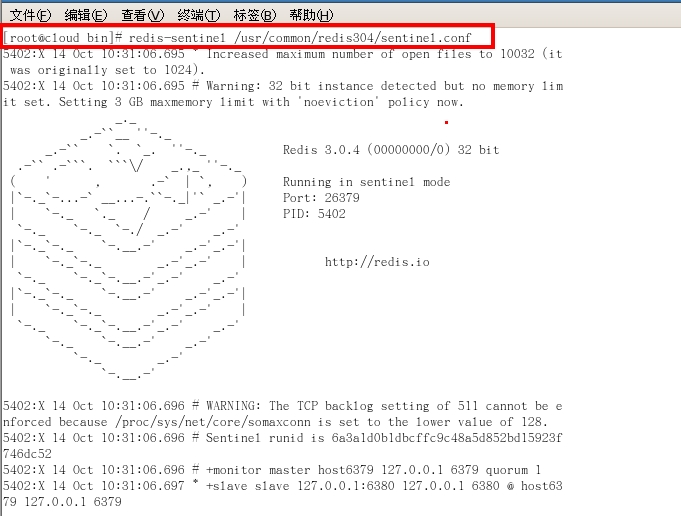 文件(F) 编辑(E) 查看(V) 终端(T) 标签(B) 帮助(H)
[root@cloud bin]# redis-sentinel /usr/common/redis304/sentinel.conf
5402:X 14 Oct 10:31:06.695 * Increased maximum number of open files to 10032 (it
 was originally set to 1024).
5402:X 14 Oct 10:31:06.695 # Warning: 32 bit instance detected but no memory lim
it set. Setting 3 GB maxmemory limit with 'noeviction' policy now.
Redis 3.0.4 (00000000/0) 32 bit
Running in sentinel mode
Port: 26379
PID: 5402
http://redis.io
5402:X 14 Oct 10:31:06.696 # WARNING: The TCP backlog setting of 511 cannot be e
nforced because /proc/sys/net/core/somaxconn is set to the lower value of 128.
5402:X 14 Oct 10:31:06.696 # Sentinel runid is 6a3a1d0b1dbcffc9c48a5d852bd15923f
746dc52
5402:X 14 Oct 10:31:06.696 # +monitor master host6379 127.0.0.1 6379 quorum 1
5402:X 14 Oct 10:31:06.697 * +slave slave 127.0.0.1:6380 127.0.0.1 6380 @ host63
79 127.0.0.1 6379